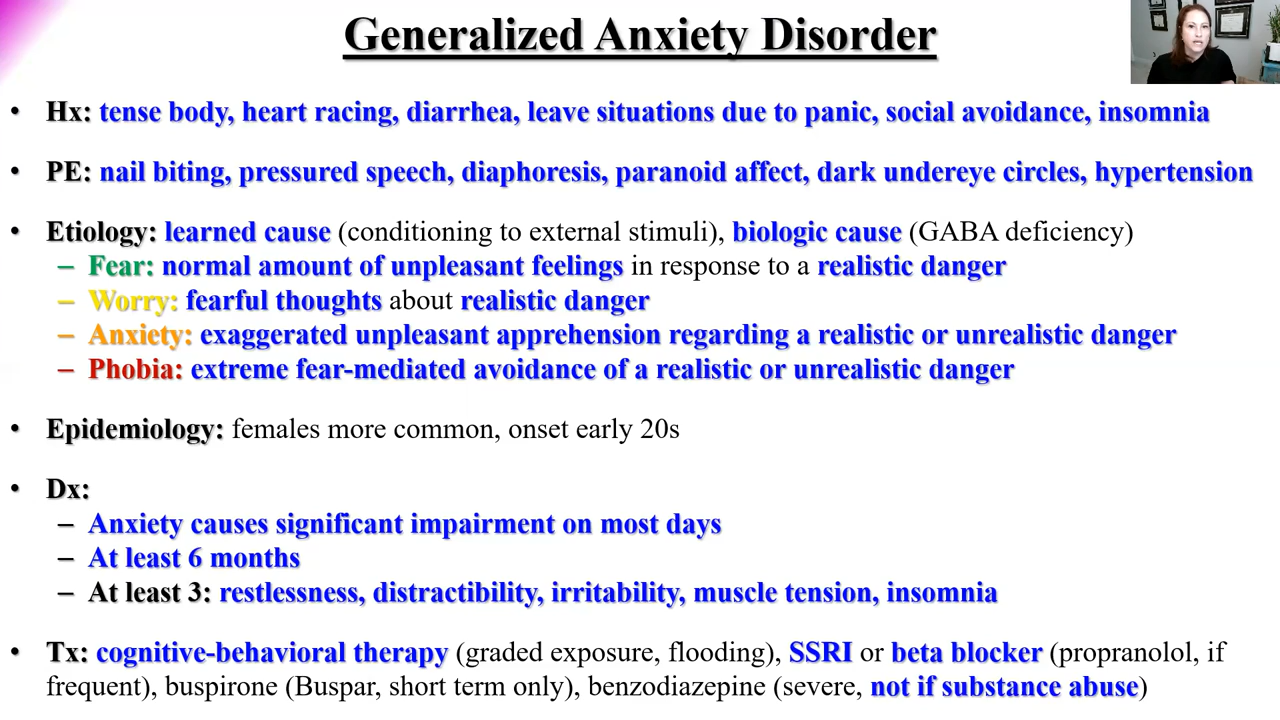 Generalized Anxiety Disorder
• Hx: tense body, heart racing, diarrhea, leave situations due to panic, social avoidance, insomnia
• PE: nail biting, pressured speech, diaphoresis, paranoid affect, dark undereye circles, hypertension
• Etiology: learned cause (conditioning to external stimuli), biologic cause (GABA deficiency)
– Fear: normal amount of unpleasant feelings in response to a realistic danger
– Worry: fearful thoughts about realistic danger
– Anxiety: exaggerated unpleasant apprehension regarding a realistic or unrealistic danger
– Phobia: extreme fear-mediated avoidance of a realistic or unrealistic danger
• Epidemiology: females more common, onset early 20s
• Dx:
– Anxiety causes significant impairment on most days
– At least 6 months
– At least 3: restlessness, distractibility, irritability, muscle tension, insomnia
• Tx: cognitive-behavioral therapy (graded exposure, flooding), SSRI or beta blocker (propranolol, if
frequent), buspirone (Buspar, short term only), benzodiazepine (severe, not if substance abuse)